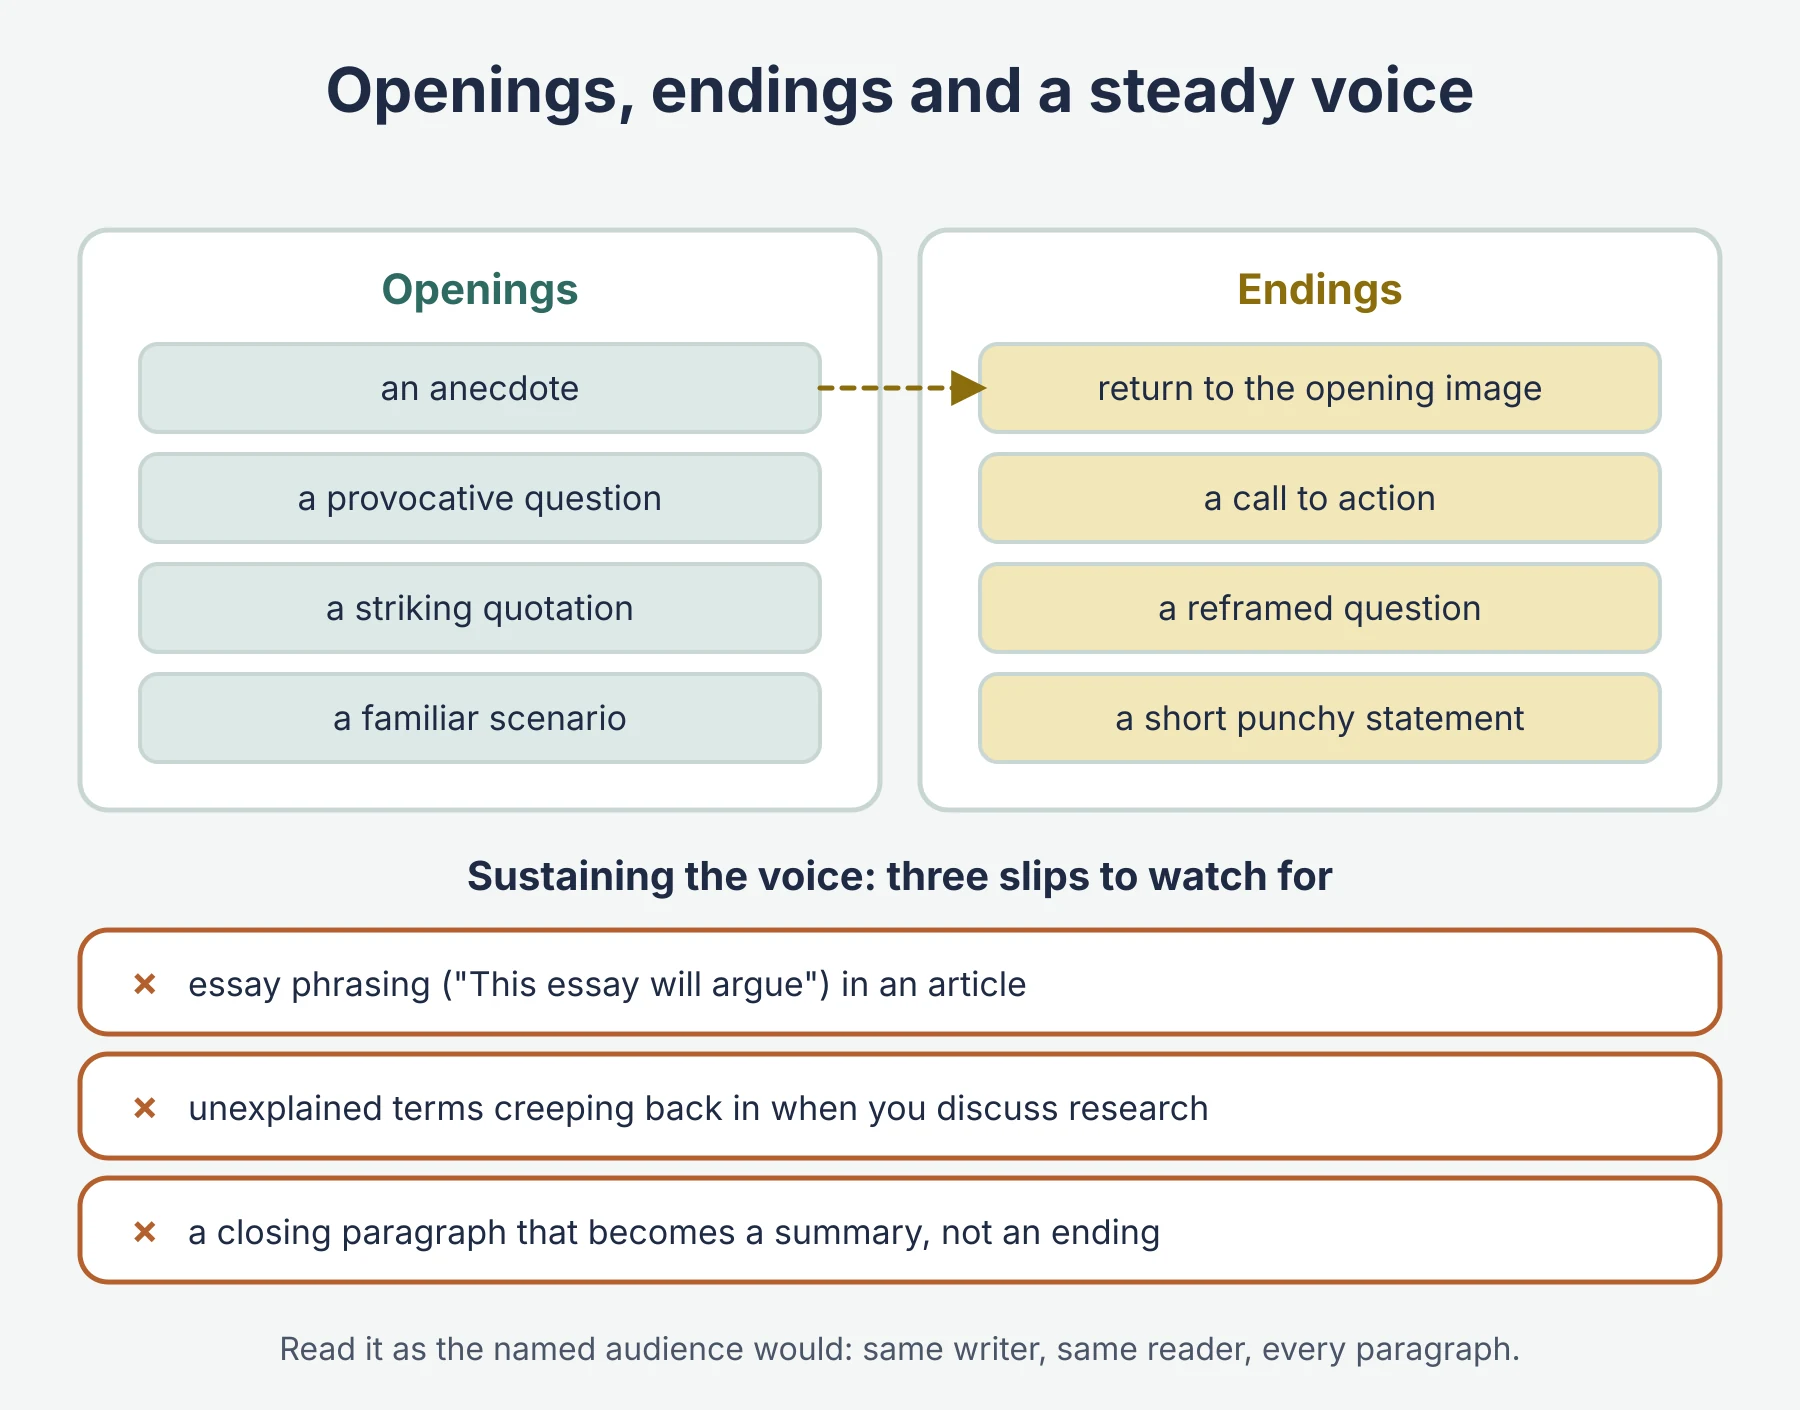 Openings, endings and a steady voice
Openings
an anecdote
a provocative question
a striking quotation
a familiar scenario
Endings
return to the opening image
a call to action
a reframed question
a short punchy statement
Sustaining the voice: three slips to watch for
× essay phrasing ("This essay will argue") in an article
× unexplained terms creeping back in when you discuss research
× a closing paragraph that becomes a summary, not an ending
Read it as the named audience would: same writer, same reader, every paragraph.